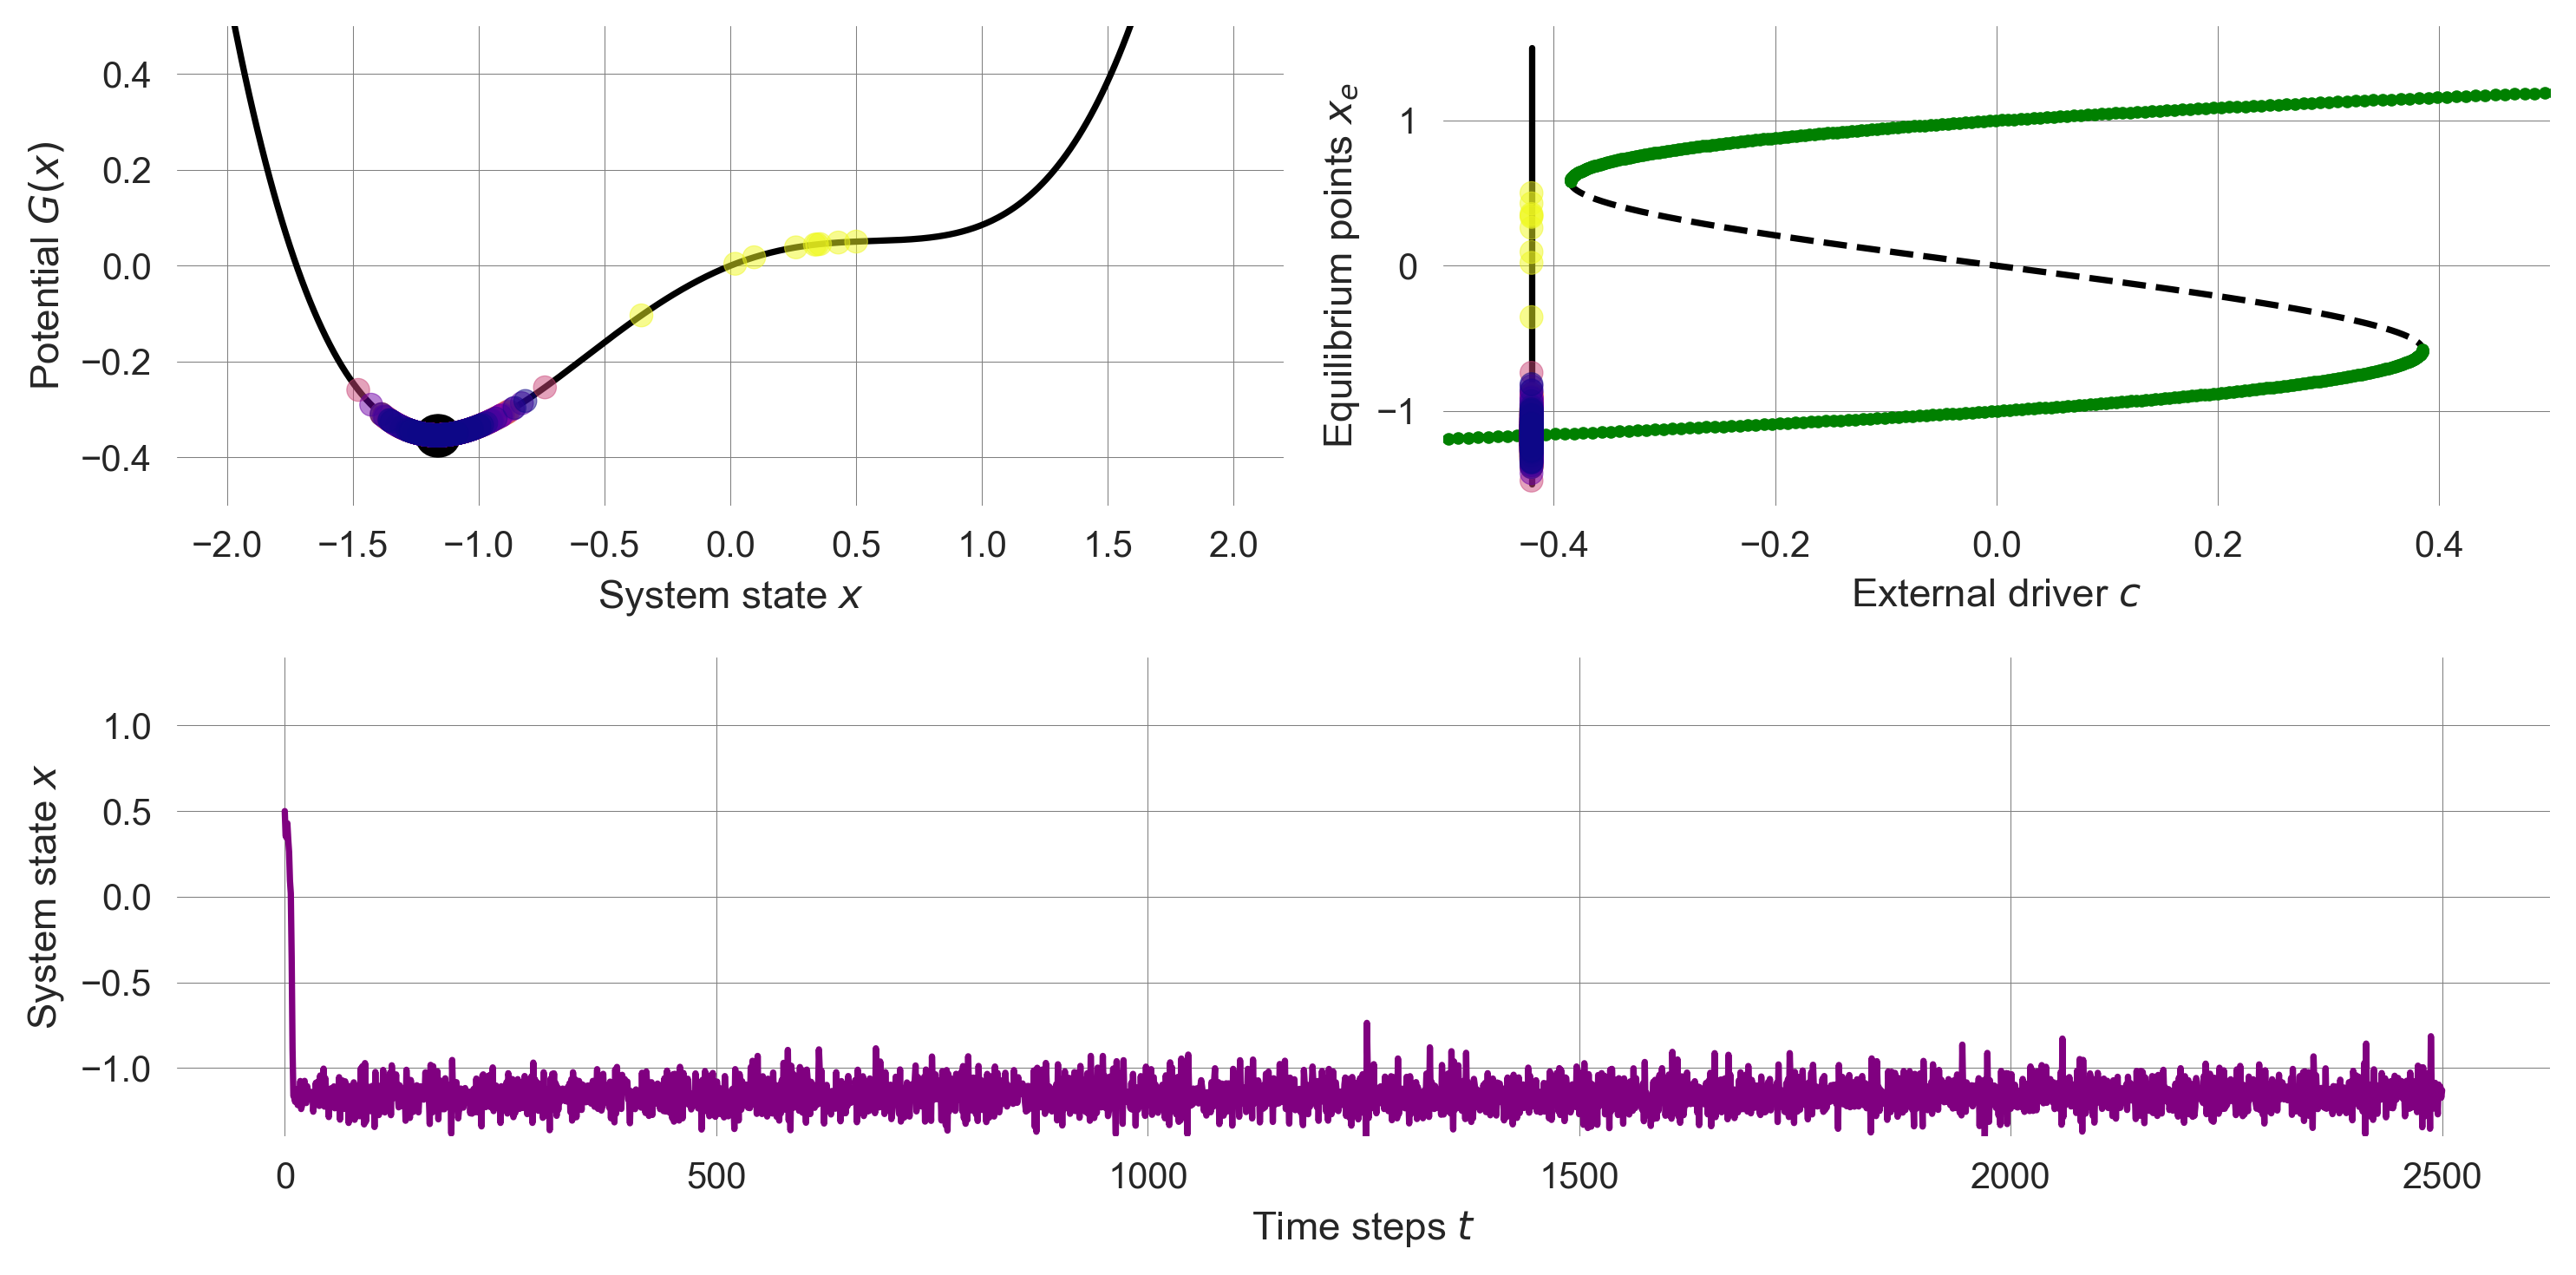 Potential G(x)
0.4
0.2
0.0
−0.2
−0.4
−2.0 −1.5 −1.0 −0.5 0.0 0.5 1.0 1.5 2.0
System state x
Equilibrium points xₑ
1
0
−1
−0.4 −0.2 0.0 0.2 0.4
External driver c
System state x
1.0
0.5
0.0
−0.5
−1.0
0 500 1000 1500 2000 2500
Time steps t